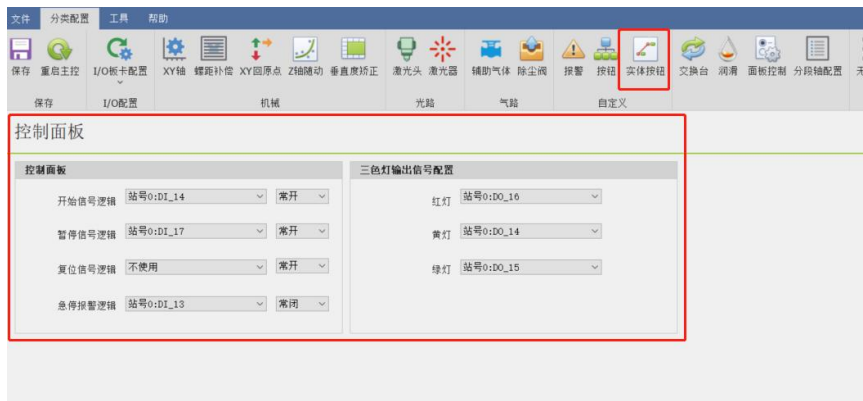 文件 分类配置 工具 帮助
保存 重启主控 I/O板卡配置 XY轴 螺距补偿 XY回原点 Z轴随动 垂直度矫正 激光头 激光器 辅助气体 除尘阀 报警 按钮 实体按钮 交换台 润滑 面板控制 分段轴配置
保存 I/O配置 机械 光路 气路 自定义
控制面板
控制面板 三色灯输出信号配置
开始信号逻辑 站号0:DI_14 常开 红灯 站号0:DO_16
暂停信号逻辑 站号0:DI_17 常开 黄灯 站号0:DO_14
复位信号逻辑 不使用 常开 绿灯 站号0:DO_15
急停报警逻辑 站号0:DI_13 常闭